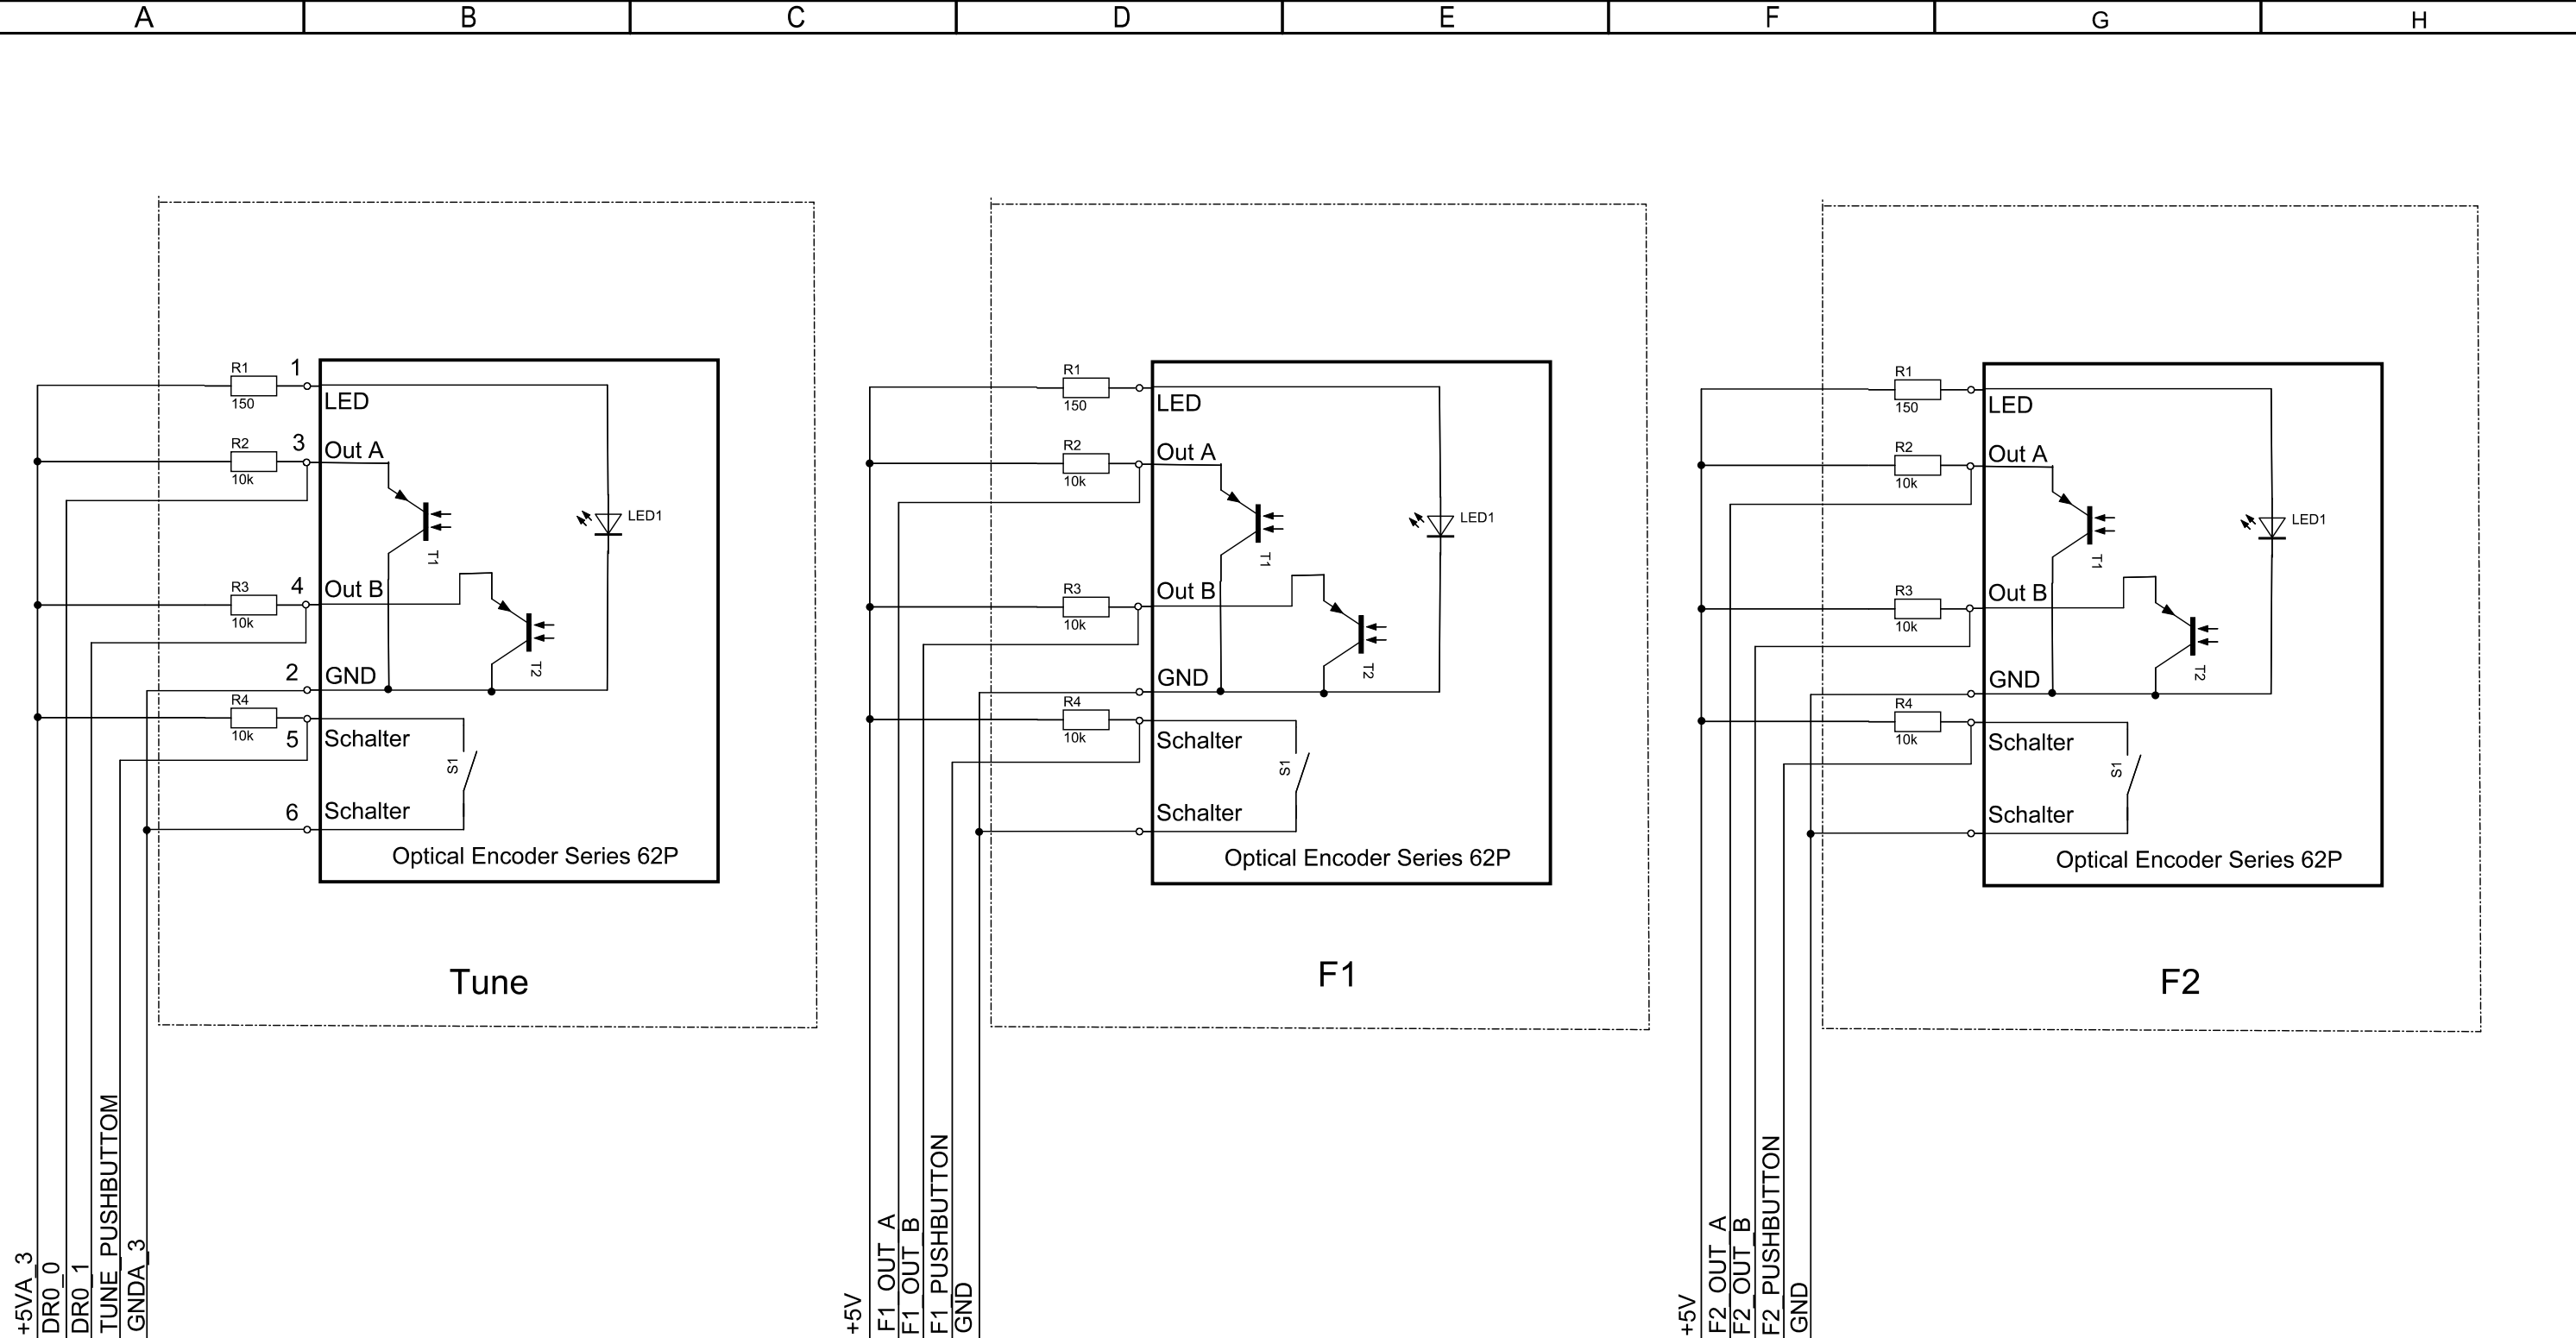 A B C D E F G H
R1 1
150
LED
R2 3
10k
Out A
T1
LED1
R3 4
10k
Out B
T2
2
GND
R4
10k
5
Schalter
S1
6
Schalter
Optical Encoder Series 62P
Tune
+5VA_3
DR0_0
DR0_1
TUNE_PUSHBUTTOM
GNDA_3
R1
150
LED
R2
10k
Out A
T1
LED1
R3
10k
Out B
T2
GND
R4
10k
Schalter
S1
Schalter
Optical Encoder Series 62P
F1
+5V
F1_OUT_A
F1_OUT_B
F1_PUSHBUTTON
GND
R1
150
LED
R2
10k
Out A
T1
LED1
R3
10k
Out B
T2
GND
R4
10k
Schalter
S1
Schalter
Optical Encoder Series 62P
F2
+5V
F2_OUT_A
F2_OUT_B
F2_PUSHBUTTON
GND